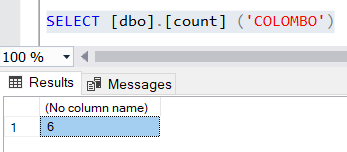 SELECT [dbo].[count] ('COLOMBO')
100 %
Results Messages
(No column name)
1 6